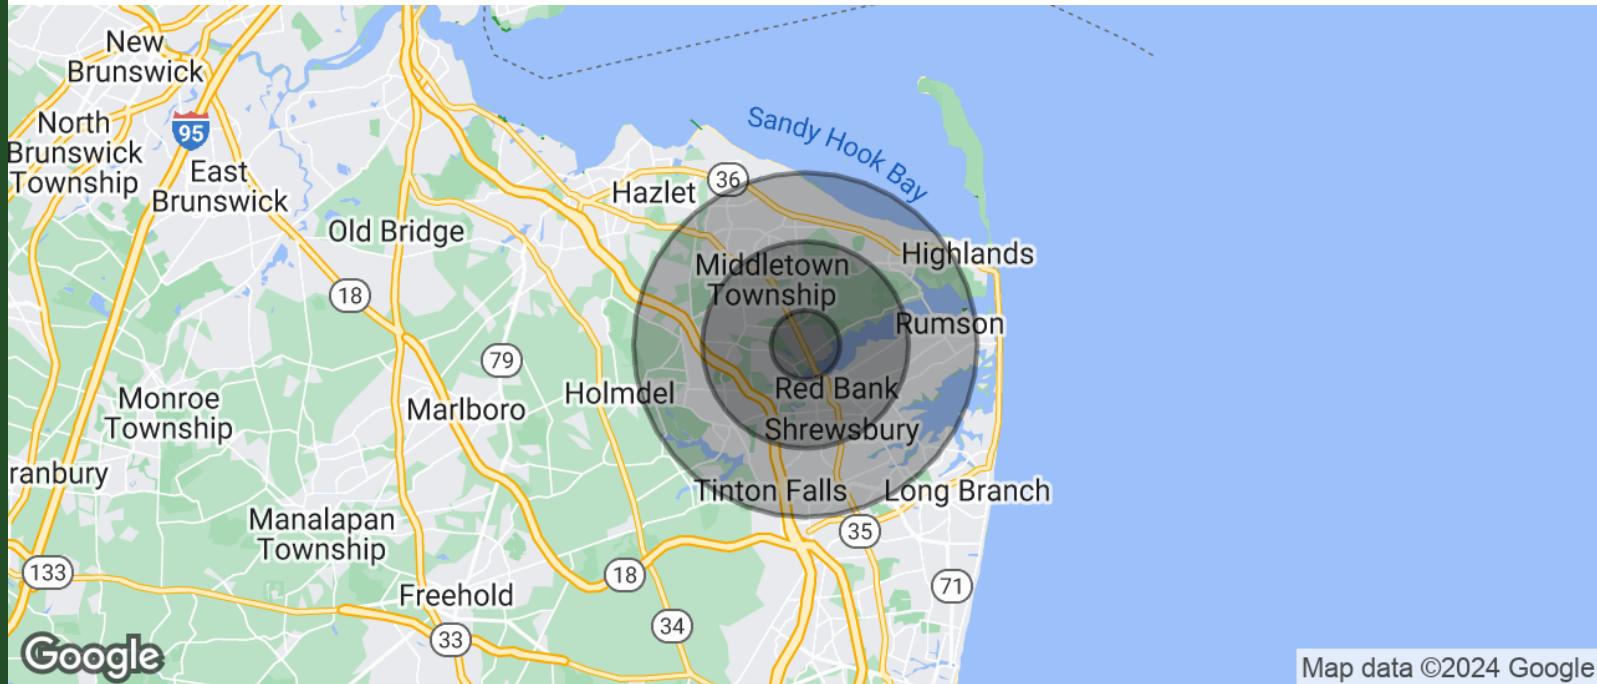 New
Brunswick
North
Brunswick
Township
95
East
Brunswick
Old Bridge
Hazlet
36
Sandy Hook Bay
Middletown
Township
Highlands
18
Rumson
79
Holmdel
Red Bank
Monroe
Township
Marlboro
Shrewsbury
ranbury
Tinton Falls
Long Branch
Manalapan
Township
35
133
18
71
Freehold
34
33
Google
Map data ©2024 Google